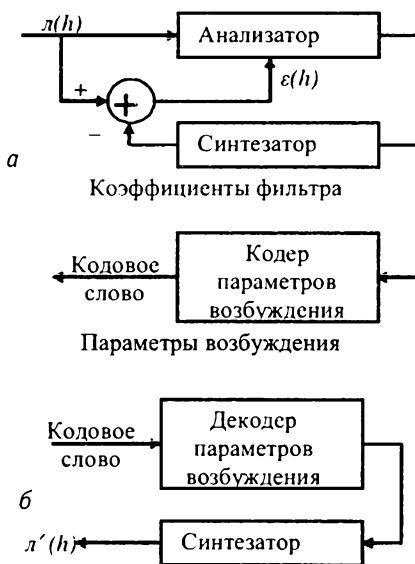 л(h)
Анализатор
+
+
ε(h)
−
Синтезатор
а
Коэффициенты фильтра
Кодовое
слово
Кодер
параметров
возбуждения
Параметры возбуждения
Кодовое
слово
Декодер
параметров
возбуждения
б
л′(h)
Синтезатор